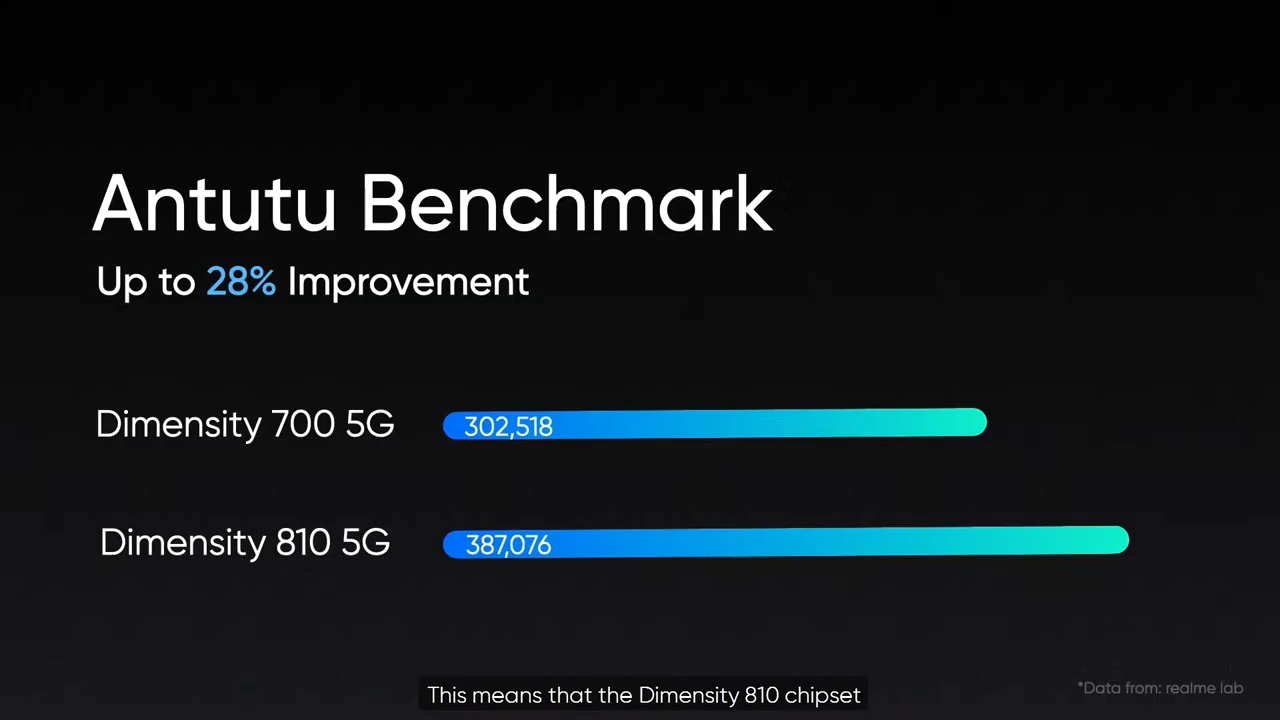 Antutu Benchmark
Up to 28% Improvement
Dimensity 700 5G 302,518
Dimensity 810 5G 387,076
*Data from: realme lab
This means that the Dimensity 810 chipset